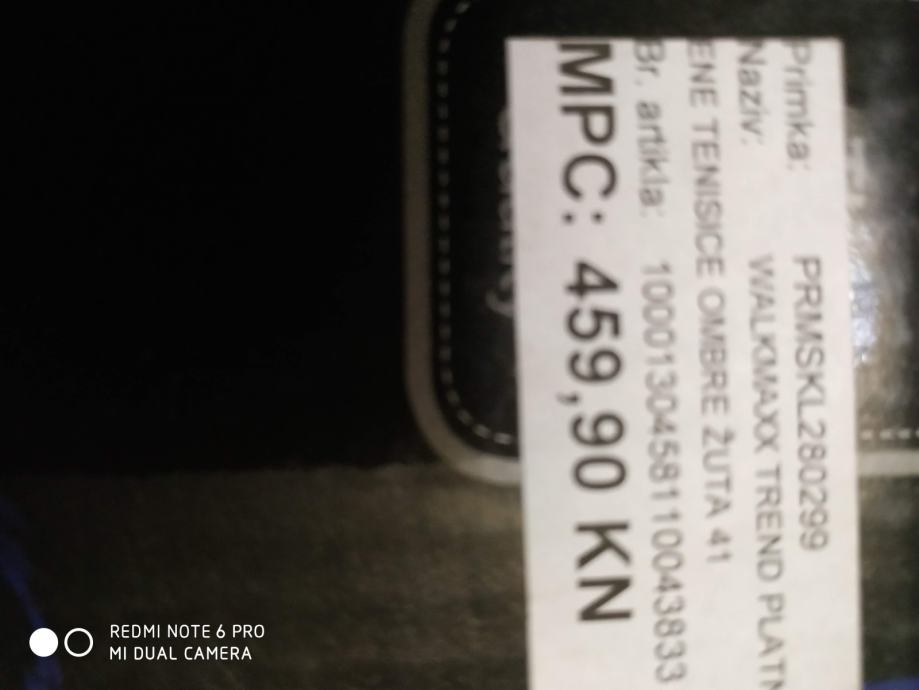 Primka: PRMSKL280299
Naziv: WALKMAXX TREND PLATN
ENE TENISICE OMBRE ŽUTA 41
Br. artikla: 1000130458110043833
MPC: 459,90 KN
REDMI NOTE 6 PRO
MI DUAL CAMERA